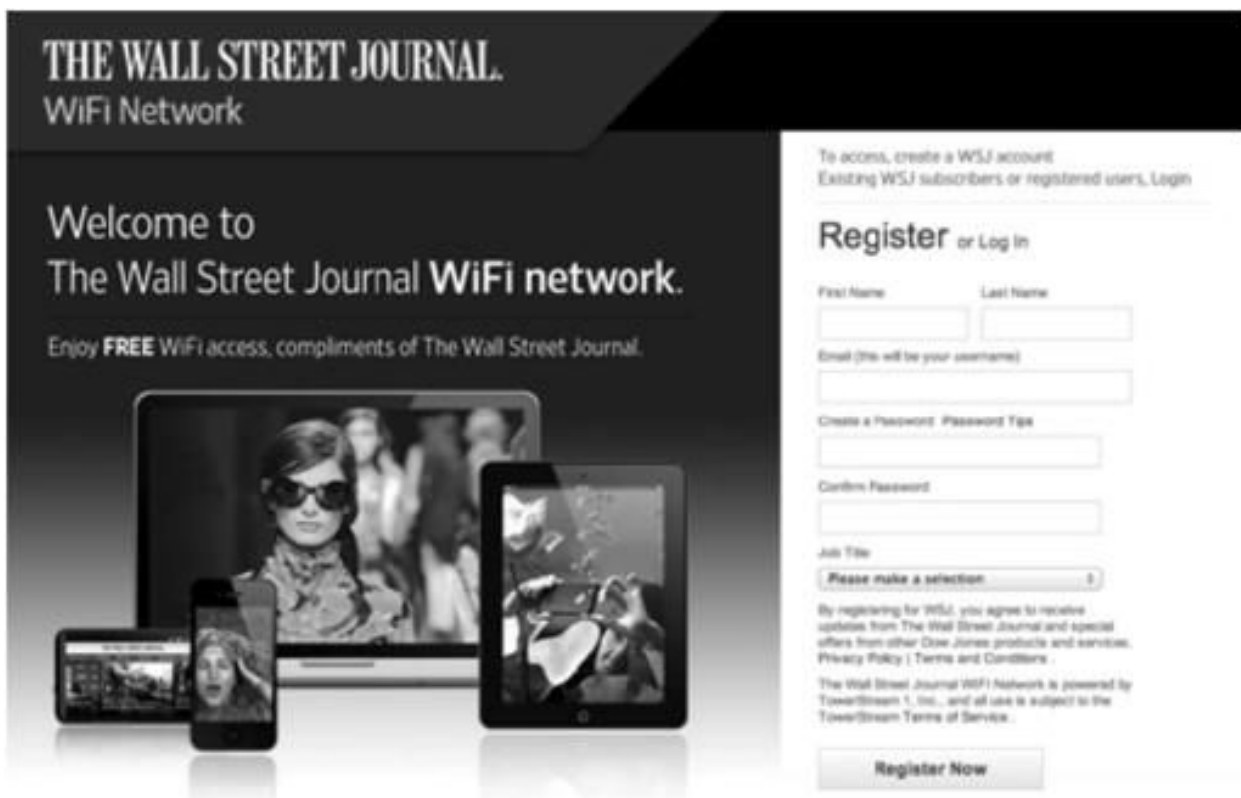 THE WALL STREET JOURNAL.
WiFi Network
Welcome to
The Wall Street Journal WiFi network.
Enjoy FREE WiFi access, compliments of The Wall Street Journal.
To access, create a WSJ account
Existing WSJ subscribers or registered users, Login
Register or Log In
First Name Last Name
Email (this will be your username)
Create a Password Password Tips
Confirm Password
Job Title
Please make a selection
By registering for WSJ, you agree to receive
updates from The Wall Street Journal and special
offers from other Dow Jones products and services.
Privacy Policy | Terms and Conditions .
The Wall Street Journal WiFi Network is powered by
TowerStream 1, Inc., and all use is subject to the
TowerStream Terms of Service .
Register Now